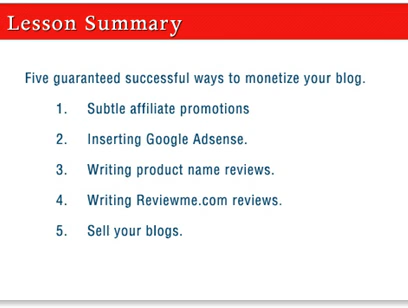 Lesson Summary
Five guaranteed successful ways to monetize your blog.
1. Subtle affiliate promotions
2. Inserting Google Adsense.
3. Writing product name reviews.
4. Writing Reviewme.com reviews.
5. Sell your blogs.